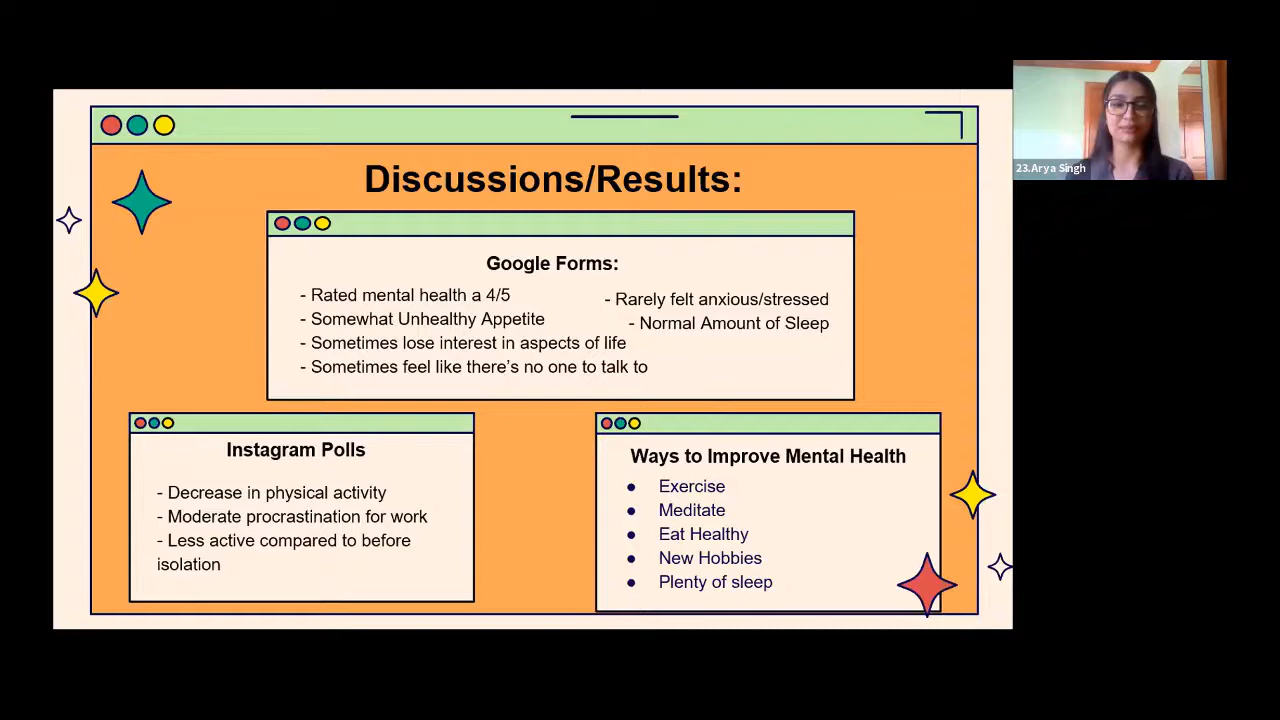 Discussions/Results:
Google Forms:
- Rated mental health a 4/5
- Somewhat Unhealthy Appetite
- Sometimes lose interest in aspects of life
- Sometimes feel like there’s no one to talk to
- Rarely felt anxious/stressed
- Normal Amount of Sleep
Instagram Polls
- Decrease in physical activity
- Moderate procrastination for work
- Less active compared to before
isolation
Ways to Improve Mental Health
● Exercise
● Meditate
● Eat Healthy
● New Hobbies
● Plenty of sleep
23.Arya Singh